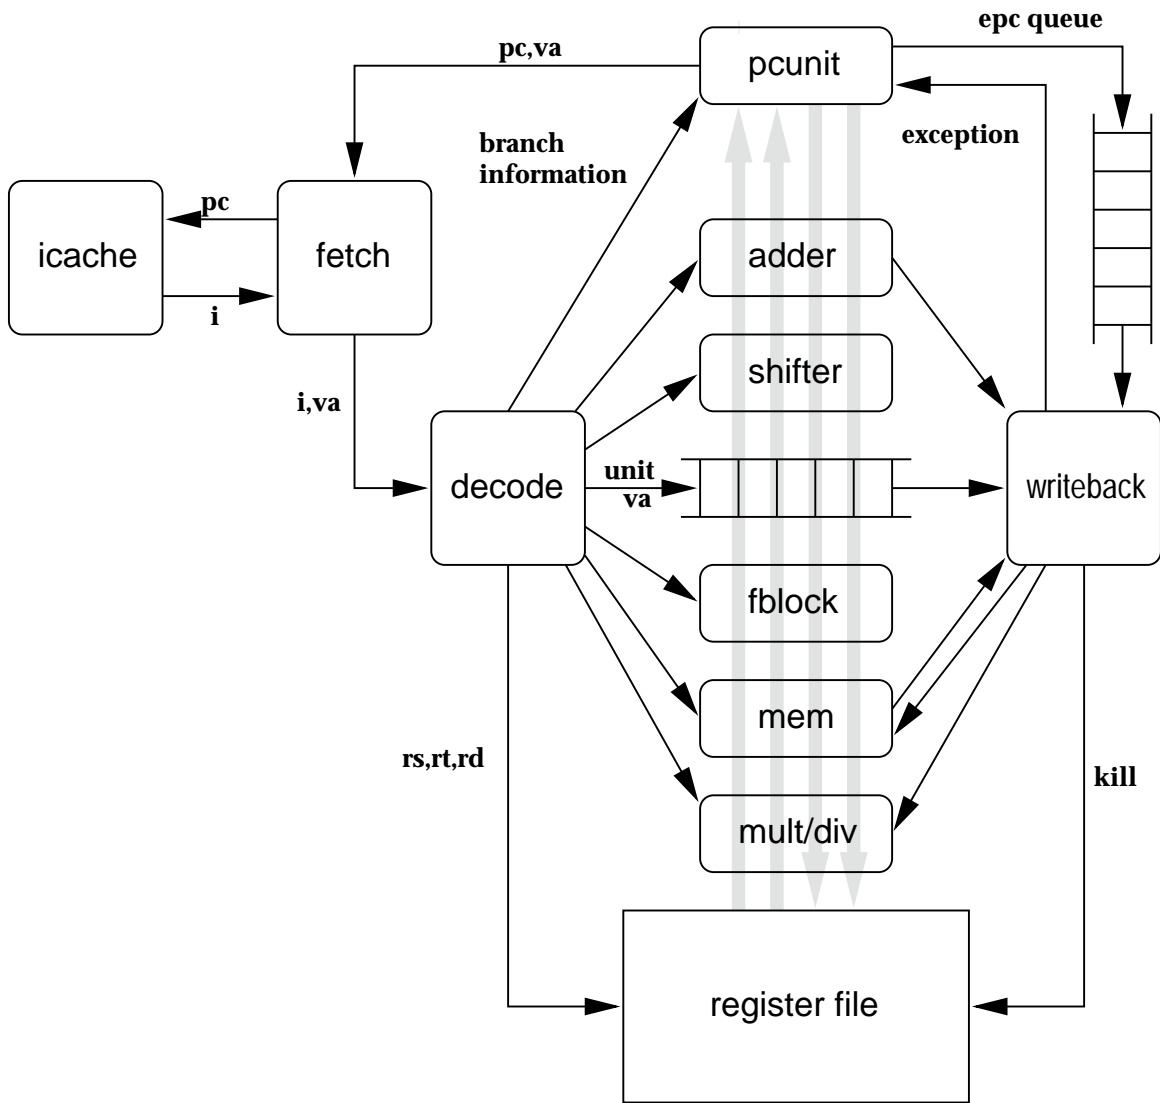 epc queue
pc,va
pcunit
branch
information
exception
pc
icache
fetch
adder
i
shifter
i,va
unit
decode
va
writeback
fblock
mem
rs,rt,rd
kill
mult/div
register file